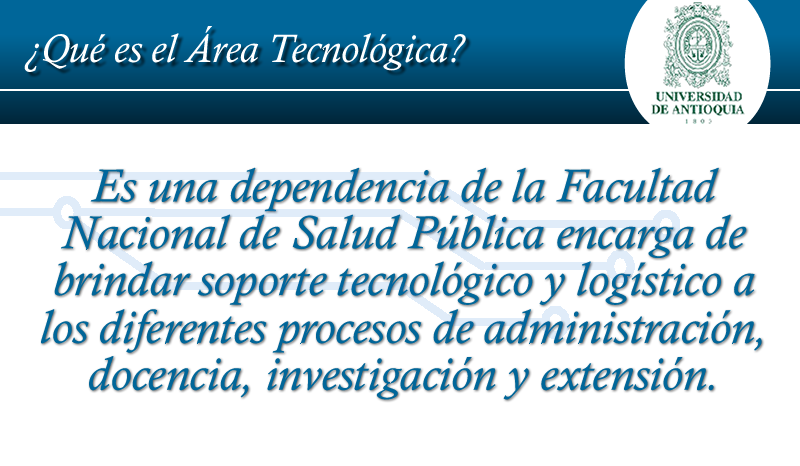 ¿Qué es el Área Tecnológica?
UNIVERSIDAD
DE ANTIOQUIA
1803
Es una dependencia de la Facultad
Nacional de Salud Pública encarga de
brindar soporte tecnológico y logístico a
los diferentes procesos de administración,
docencia, investigación y extensión.